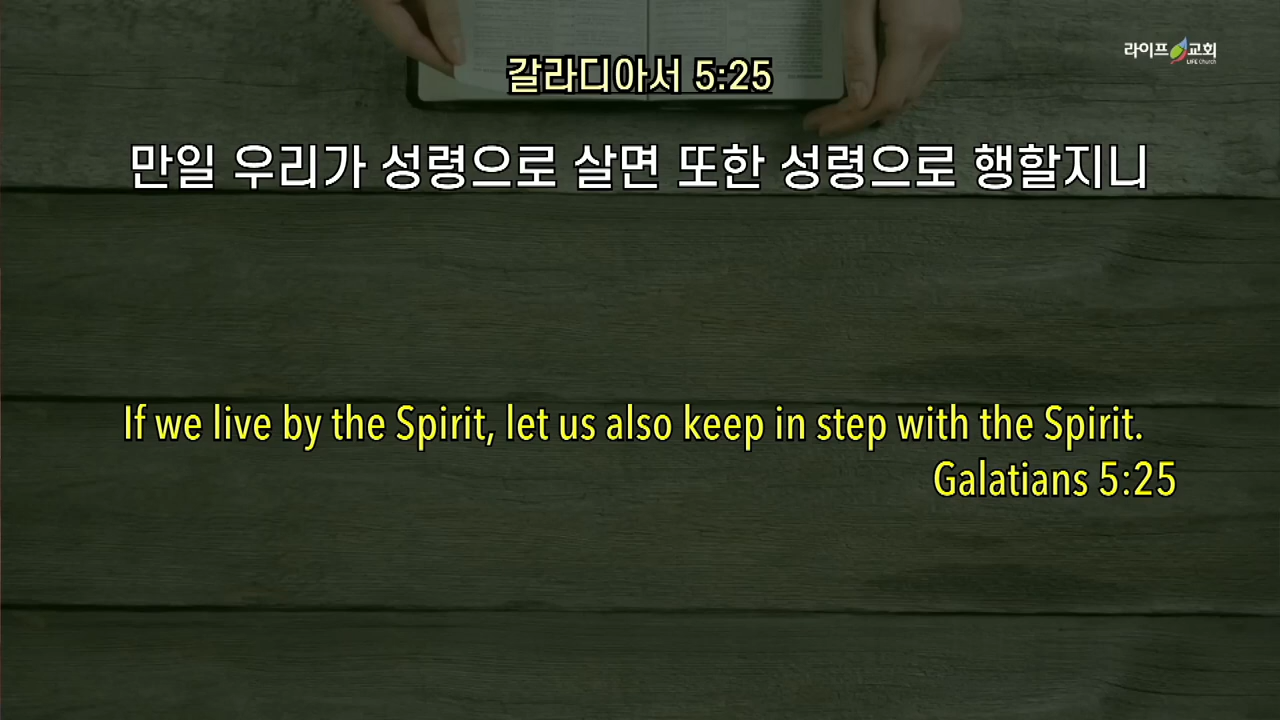 라이프교회
LIFE Church
갈라디아서 5:25
만일 우리가 성령으로 살면 또한 성령으로 행할지니
If we live by the Spirit, let us also keep in step with the Spirit.
Galatians 5:25